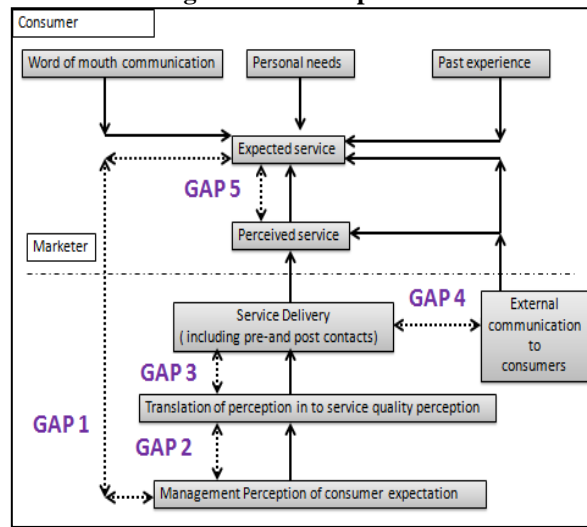 Consumer
Word of mouth communication
Personal needs
Past experience
Expected service
GAP 5
Perceived service
Marketer
GAP 4
Service Delivery
( including pre-and post contacts)
External
communication
to
consumers
GAP 3
Translation of perception in to service quality perception
GAP 1
GAP 2
Management Perception of consumer expectation